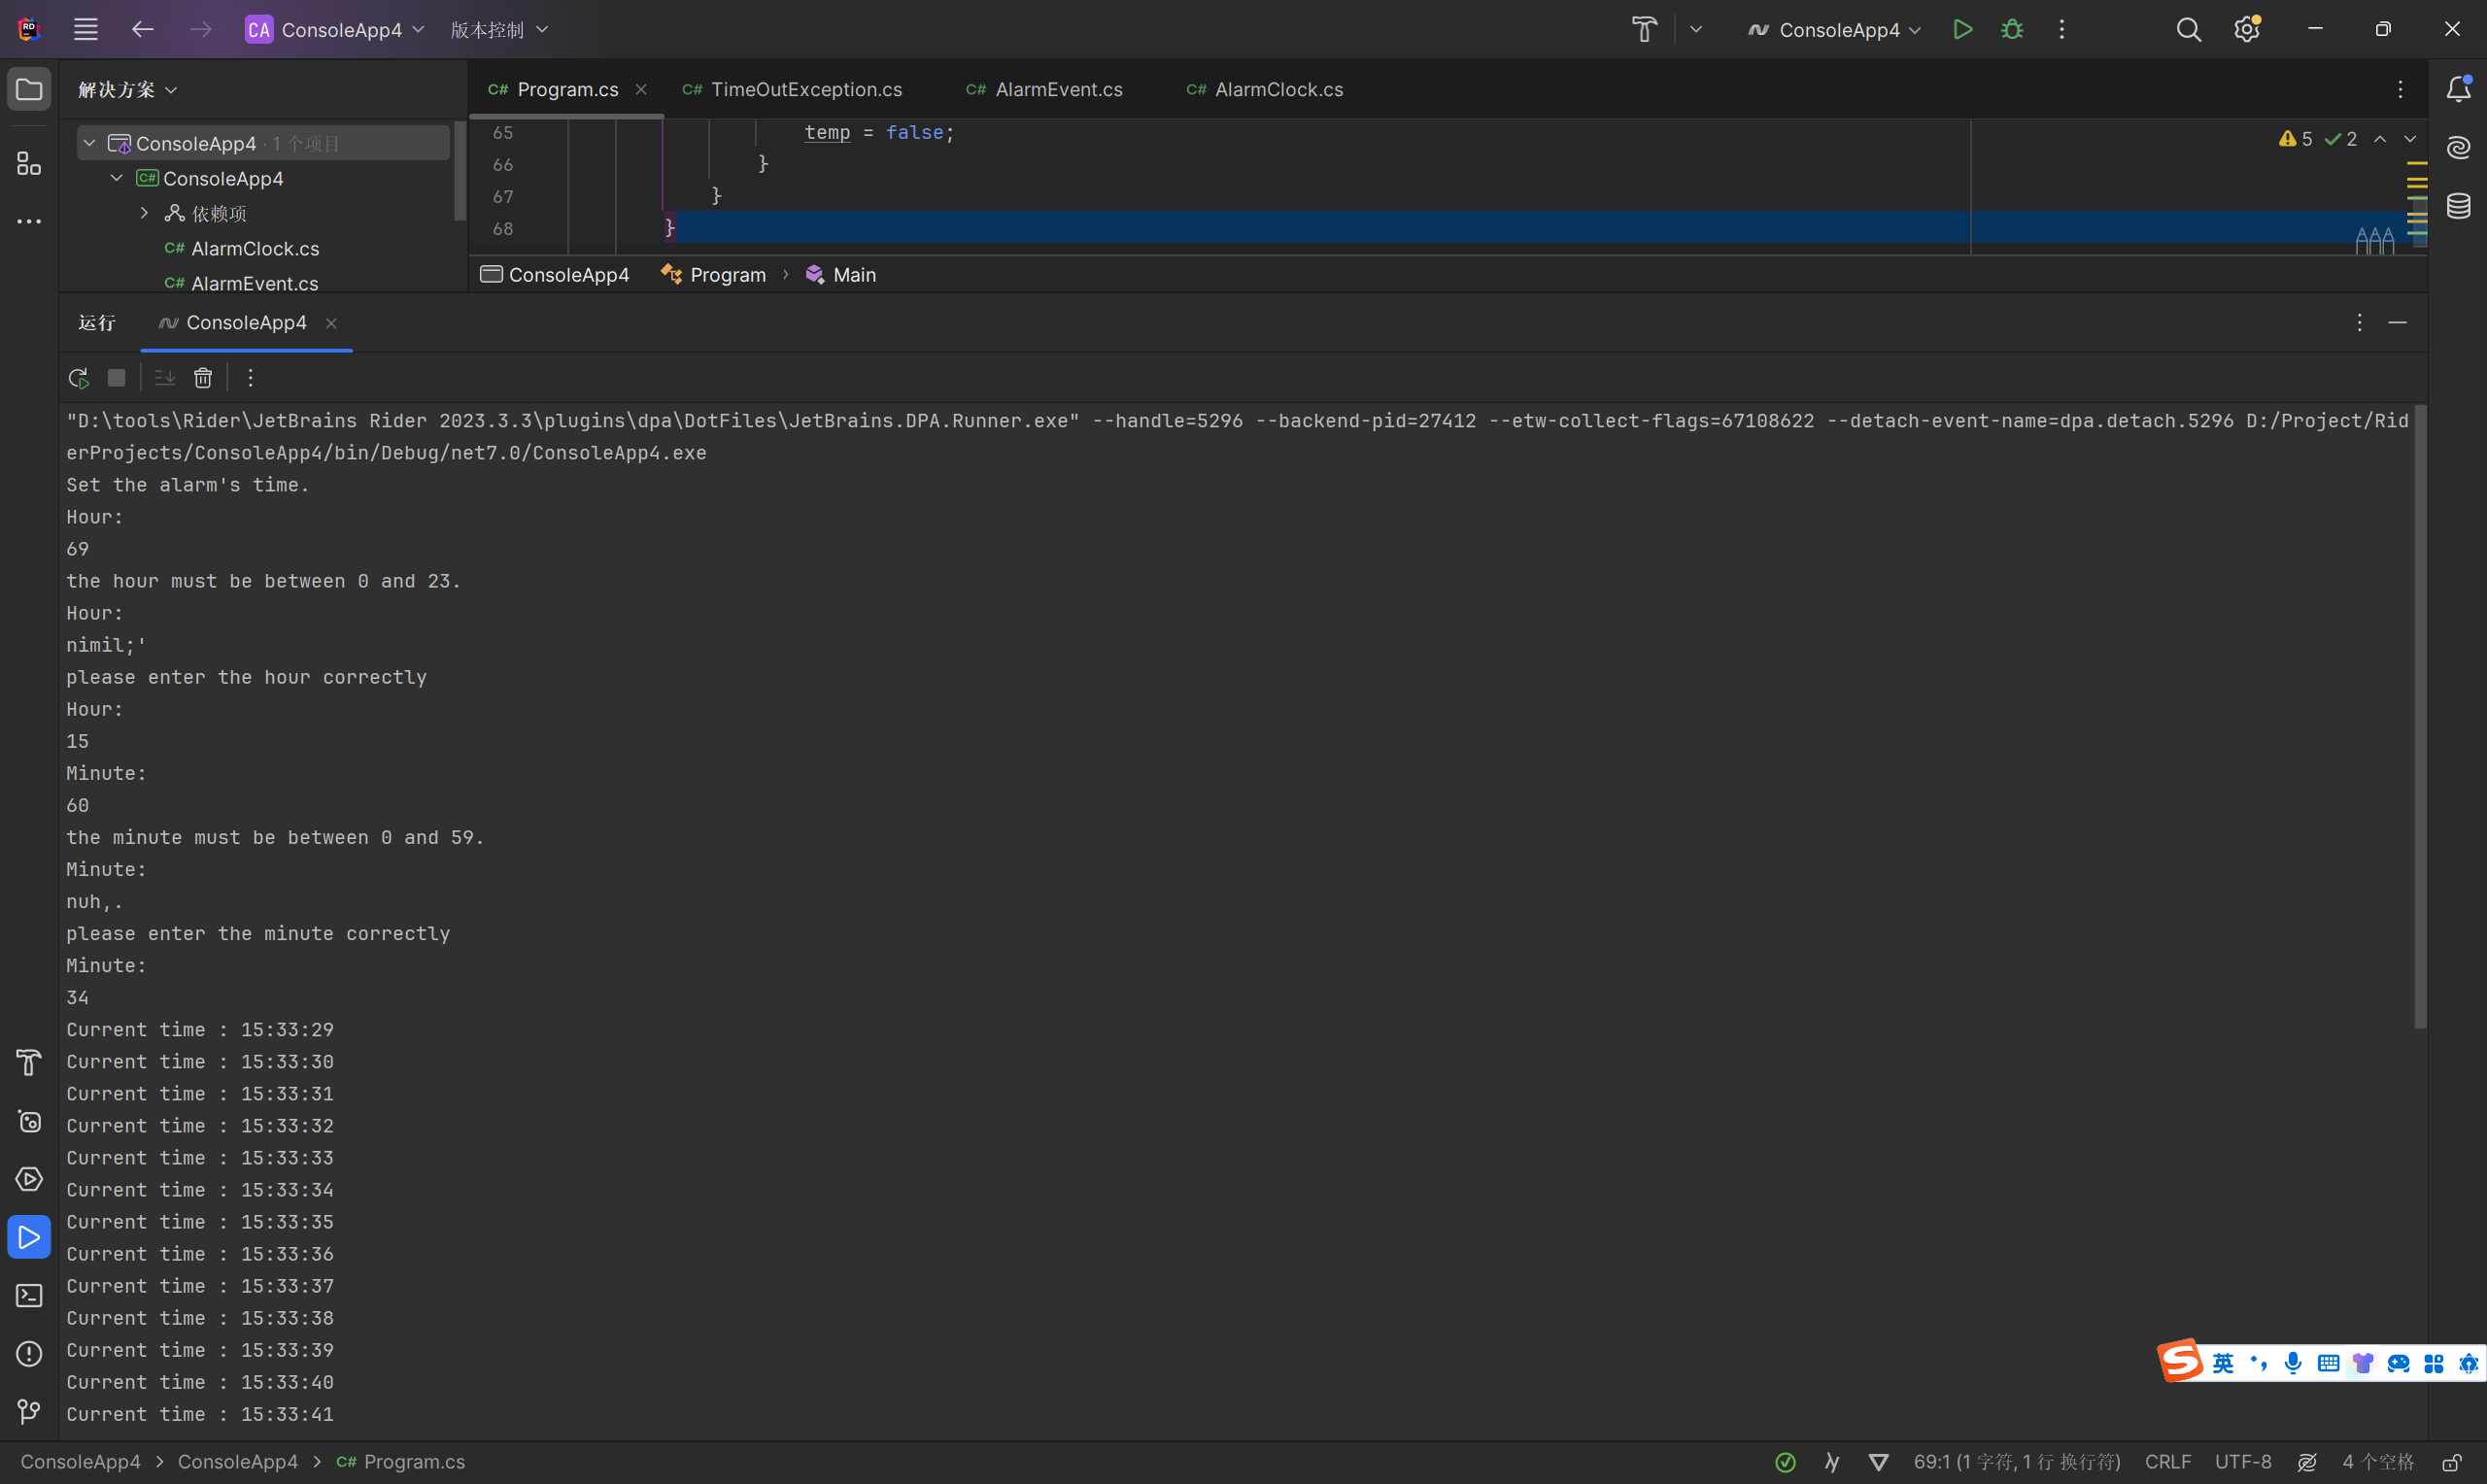 CA ConsoleApp4 版本控制 ConsoleApp4
解决方案
C# Program.cs C# TimeOutException.cs C# AlarmEvent.cs C# AlarmClock.cs
ConsoleApp4 · 1 个项目
C# ConsoleApp4
依赖项
C# AlarmClock.cs
C# AlarmEvent.cs
65 temp = false;
66 }
67 }
68 }
5 2
ConsoleApp4 Program Main
运行 ConsoleApp4
"D:\tools\Rider\JetBrains Rider 2023.3.3\plugins\dpa\DotFiles\JetBrains.DPA.Runner.exe" --handle=5296 --backend-pid=27412 --etw-collect-flags=67108622 --detach-event-name=dpa.detach.5296 D:/Project/Rid
erProjects/ConsoleApp4/bin/Debug/net7.0/ConsoleApp4.exe
Set the alarm's time.
Hour:
69
the hour must be between 0 and 23.
Hour:
nimil;'
please enter the hour correctly
Hour:
15
Minute:
60
the minute must be between 0 and 59.
Minute:
nuh,.
please enter the minute correctly
Minute:
34
Current time : 15:33:29
Current time : 15:33:30
Current time : 15:33:31
Current time : 15:33:32
Current time : 15:33:33
Current time : 15:33:34
Current time : 15:33:35
Current time : 15:33:36
Current time : 15:33:37
Current time : 15:33:38
Current time : 15:33:39
Current time : 15:33:40
Current time : 15:33:41
英
ConsoleApp4 > ConsoleApp4 > C# Program.cs
69:1 (1 字符, 1 行 换行符) CRLF UTF-8 4 个空格